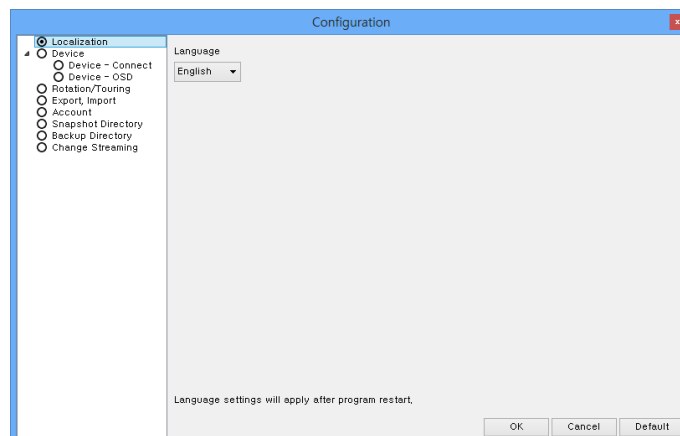 Configuration
x
Localization
Device
Device - Connect
Device - OSD
Rotation/Touring
Export, Import
Account
Snapshot Directory
Backup Directory
Change Streaming
Language
English
Language settings will apply after program restart,
OK
Cancel
Default